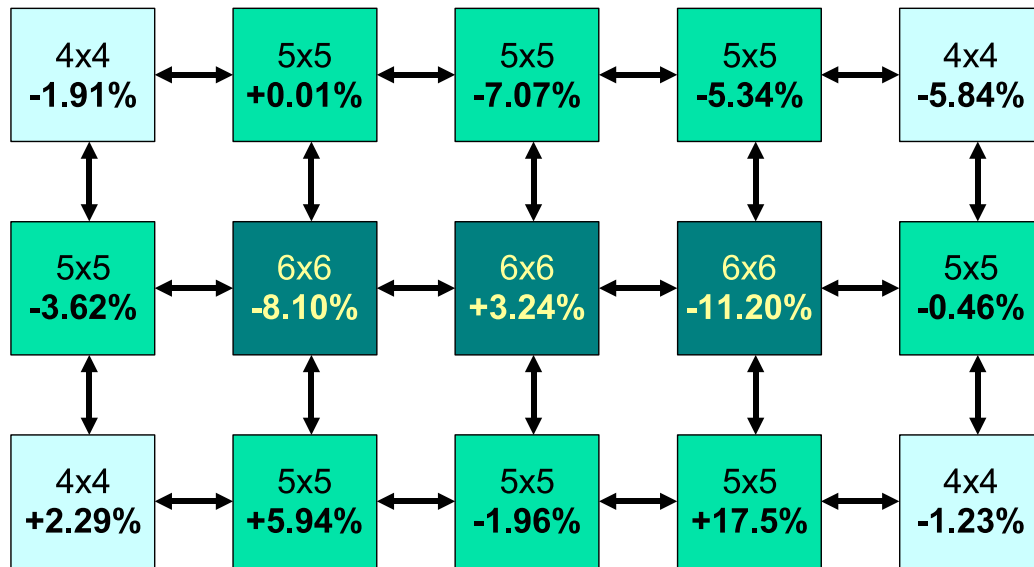 4x4
-1.91%
5x5
+0.01%
5x5
-7.07%
5x5
-5.34%
4x4
-5.84%
5x5
-3.62%
6x6
-8.10%
6x6
+3.24%
6x6
-11.20%
5x5
-0.46%
4x4
+2.29%
5x5
+5.94%
5x5
-1.96%
5x5
+17.5%
4x4
-1.23%